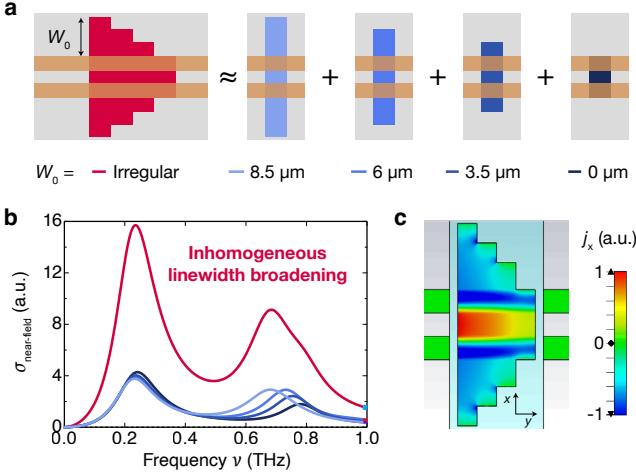 a
W₀
≈
+
+
+
W₀ = Irregular 8.5 µm 6 µm 3.5 µm 0 µm
b
c
σnear-field (a.u.)
16
12
8
4
0
Inhomogeneous
linewidth broadening
0.0 0.2 0.4 0.6 0.8 1.0
Frequency ν (THz)
x
y
jₓ (a.u.)
1
0
-1